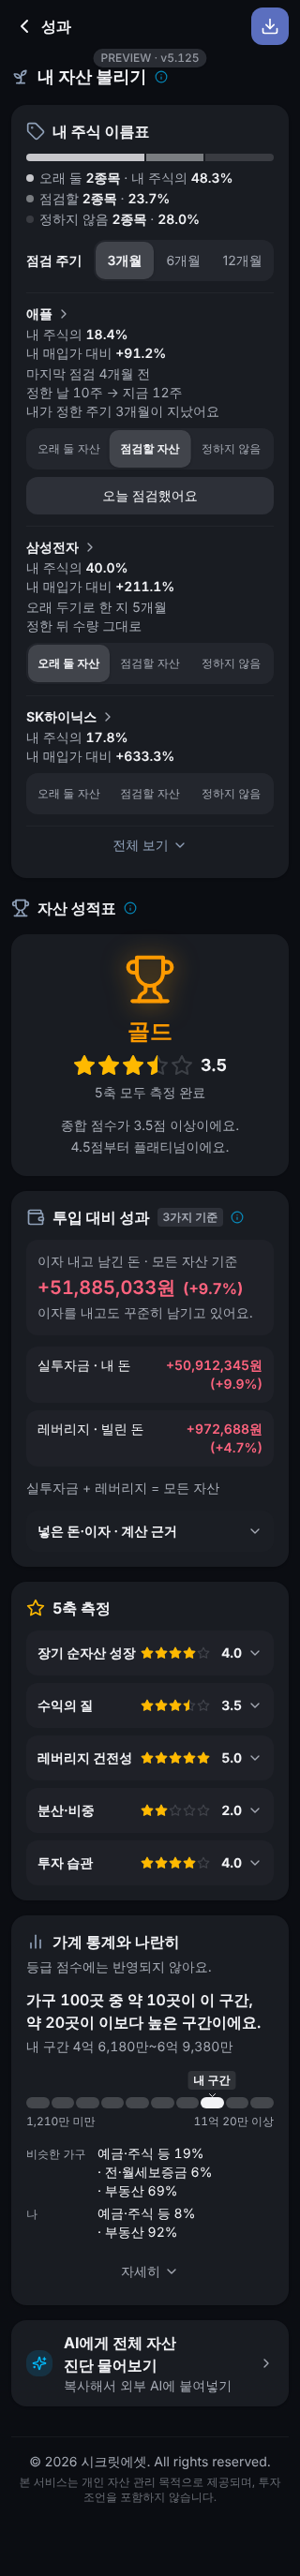 성과
PREVIEW · v5.125
내 자산 불리기
내 주식 이름표
오래 둘 2종목 · 내 주식의 48.3%
점검할 2종목 · 23.7%
정하지 않음 2종목 · 28.0%
점검 주기 3개월 6개월 12개월
애플
내 주식의 18.4%
내 매입가 대비 +91.2%
마지막 점검 4개월 전
정한 날 10주 → 지금 12주
내가 정한 주기 3개월이 지났어요
오래 둘 자산 점검할 자산 정하지 않음
오늘 점검했어요
삼성전자
내 주식의 40.0%
내 매입가 대비 +211.1%
오래 두기로 한 지 5개월
정한 뒤 수량 그대로
오래 둘 자산 점검할 자산 정하지 않음
SK하이닉스
내 주식의 17.8%
내 매입가 대비 +633.3%
오래 둘 자산 점검할 자산 정하지 않음
전체 보기
자산 성적표
골드
3.5
5축 모두 측정 완료
종합 점수가 3.5점 이상이에요.
4.5점부터 플래티넘이에요.
투입 대비 성과 3가지 기준
이자 내고 남긴 돈 · 모든 자산 기준
+51,885,033원 (+9.7%)
이자를 내고도 꾸준히 남기고 있어요.
실투자금 · 내 돈 +50,912,345원
(+9.9%)
레버리지 · 빌린 돈 +972,688원
(+4.7%)
실투자금 + 레버리지 = 모든 자산
넣은 돈·이자 · 계산 근거
5축 측정
장기 순자산 성장 4.0
수익의 질 3.5
레버리지 건전성 5.0
분산·비중 2.0
투자 습관 4.0
가계 통계와 나란히
등급 점수에는 반영되지 않아요.
가구 100곳 중 약 10곳이 이 구간,
약 20곳이 이보다 높은 구간이에요.
내 구간 4억 6,180만~6억 9,380만
내 구간
1,210만 미만 11억 20만 이상
비슷한 가구 예금·주식 등 19%
· 전·월세보증금 6%
· 부동산 69%
나 예금·주식 등 8%
· 부동산 92%
자세히
AI에게 전체 자산
진단 물어보기
복사해서 외부 AI에 붙여넣기
© 2026 시크릿에셋. All rights reserved.
본 서비스는 개인 자산 관리 목적으로 제공되며, 투자
조언을 포함하지 않습니다.